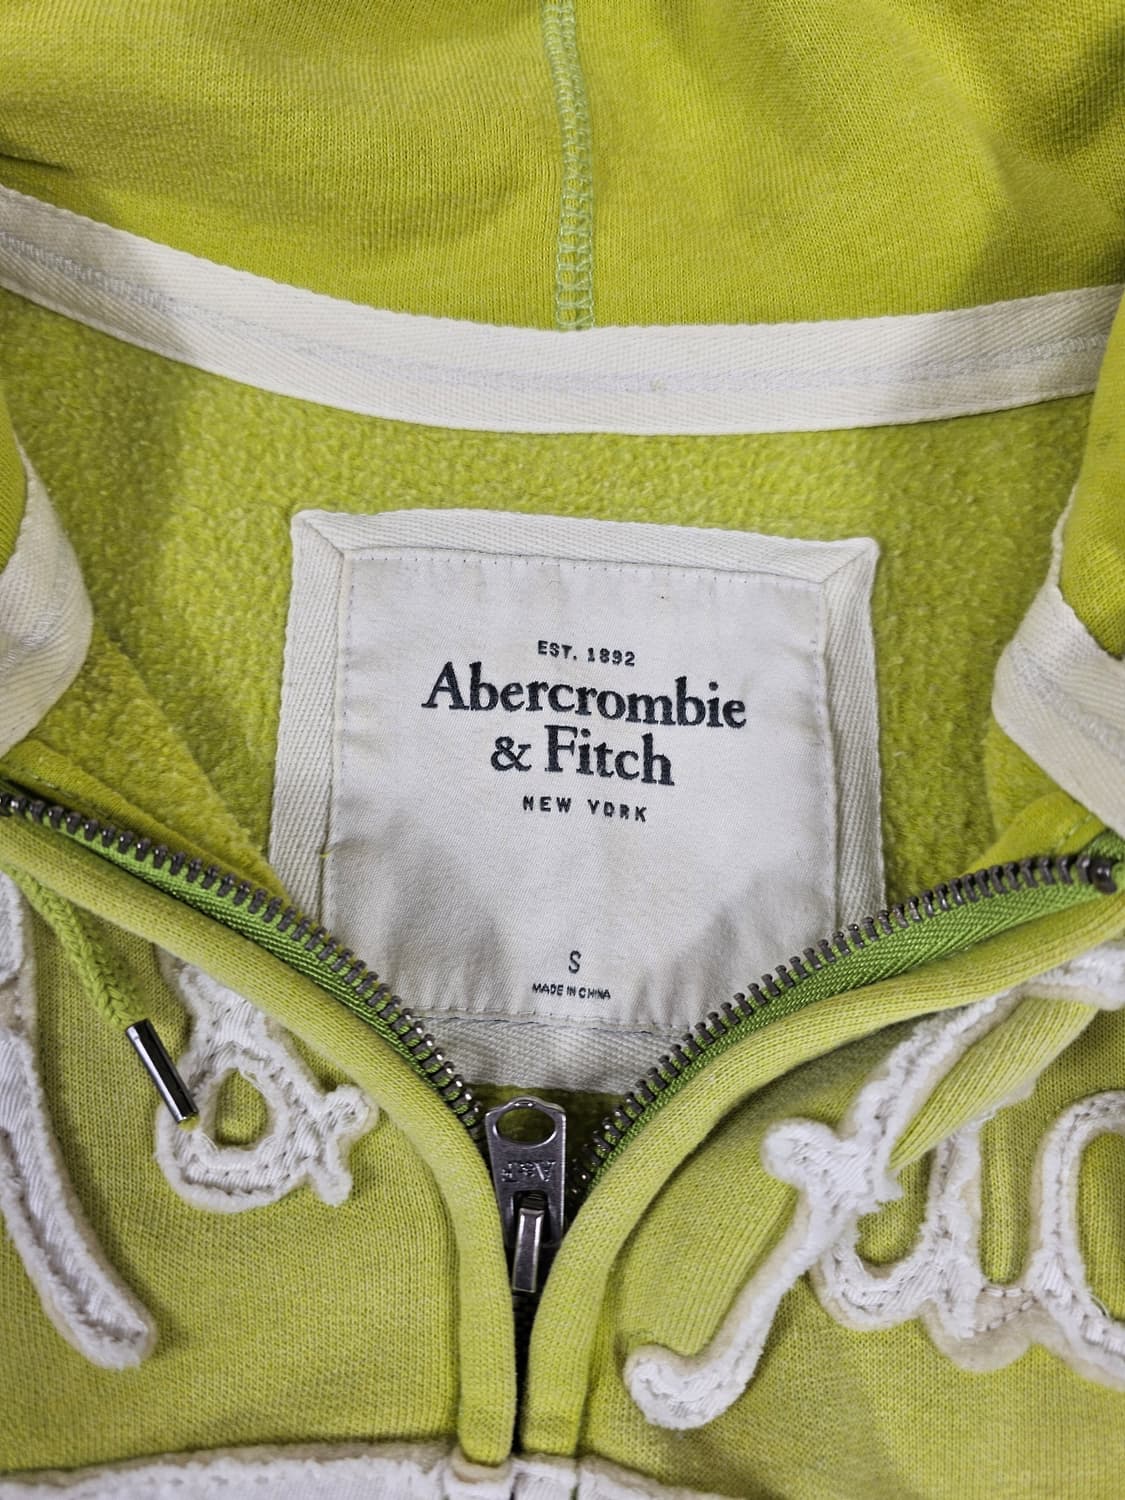 EST. 1892
Abercrombie
& Fitch
NEW YORK
S
MADE IN CHINA
A&F